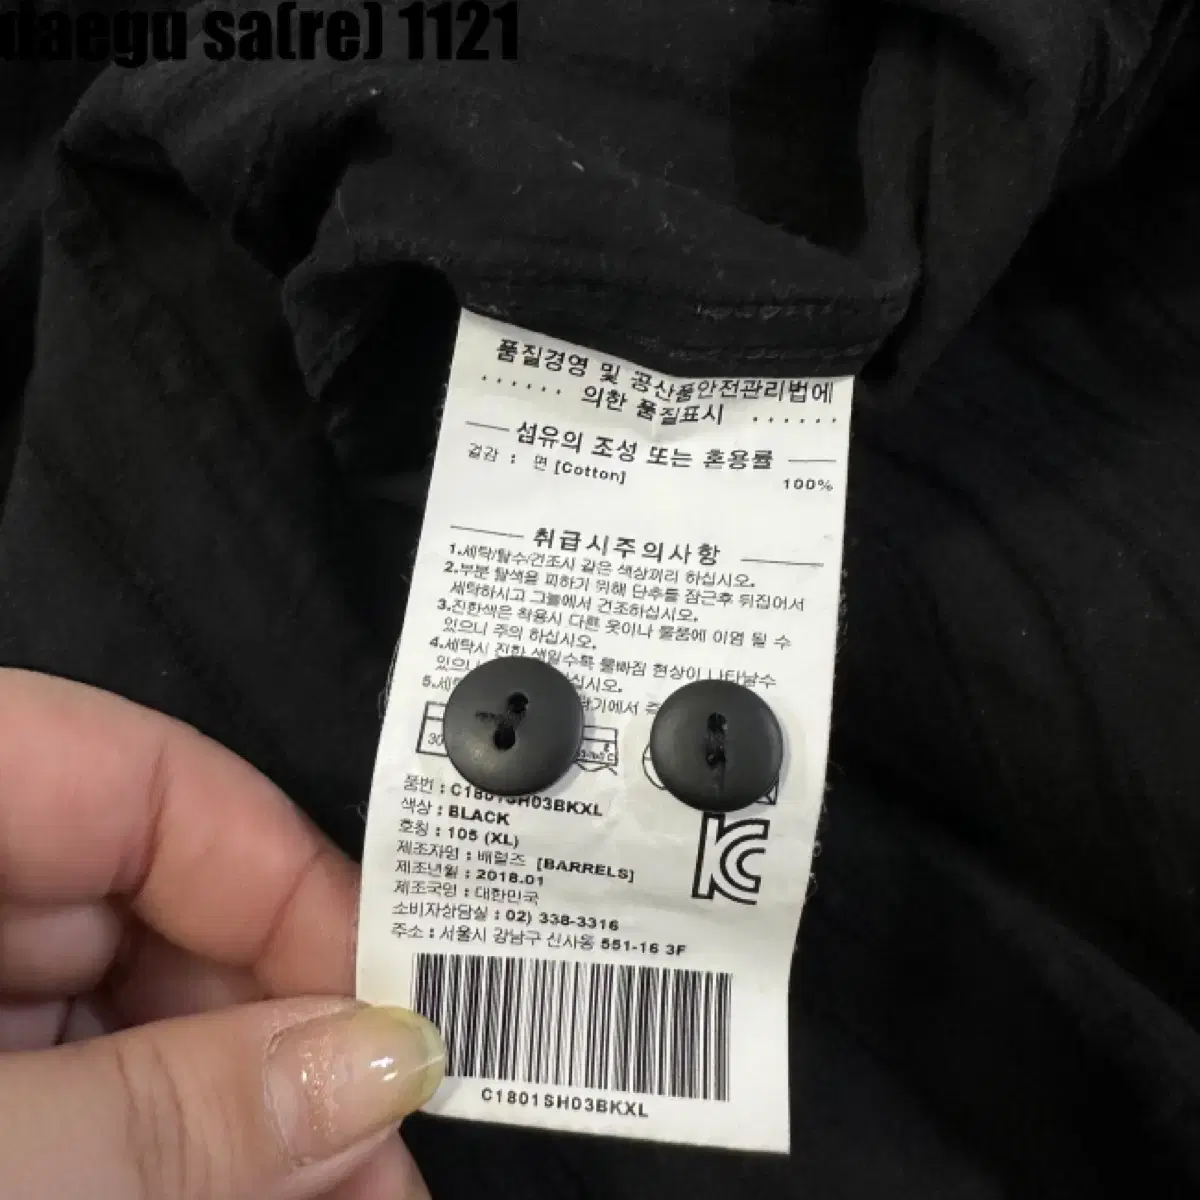 daegu sa(re) 1121
품질경영 및 공산품안전관리법에
...... 의한 품질표시 ......
섬유의 조성 또는 혼용률
겉감 : 면 [Cotton] 100%
취급시주의사항
1.세탁/탈수/건조시 같은 색상끼리 하십시오.
2.부분 탈색을 피하기 위해 단추를 잠근후 뒤집어서
세탁하시고 그늘에서 건조하십시오.
3.진한색은 착용시 다른 옷이나 물품에 이염 될 수
있으니 주의 하십시오.
4.세탁시 진한 색일수록 물빠짐 현상이 나타날수
있으니 십시오.
5.세
30
품번 : C1801SH03BKXL
색상 : BLACK
호칭 : 105 (XL)
제조자명 : 배럴즈 [BARRELS]
제조년월 : 2018.01
제조국명 : 대한민국
소비자상담실 : 02) 338-3316
주소 : 서울시 강남구 신사동 551-16 3F
KC
C1801SH03BKXL